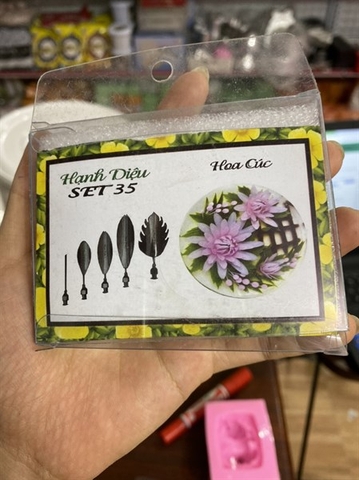 Hạnh Diệu
SET 35
Hoa Cúc